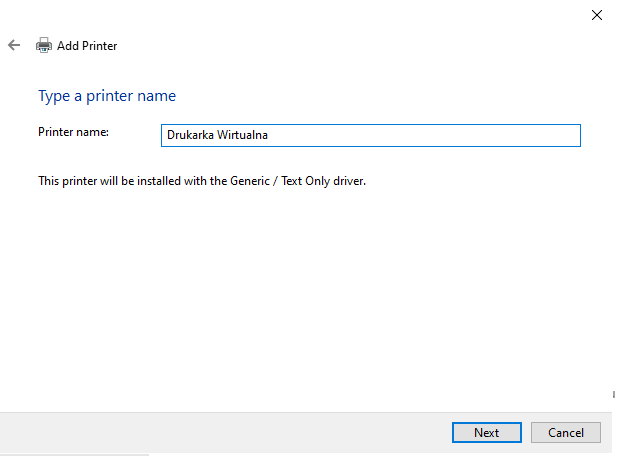 Add Printer
Type a printer name
Printer name: Drukarka Wirtualna
This printer will be installed with the Generic / Text Only driver.
Next Cancel